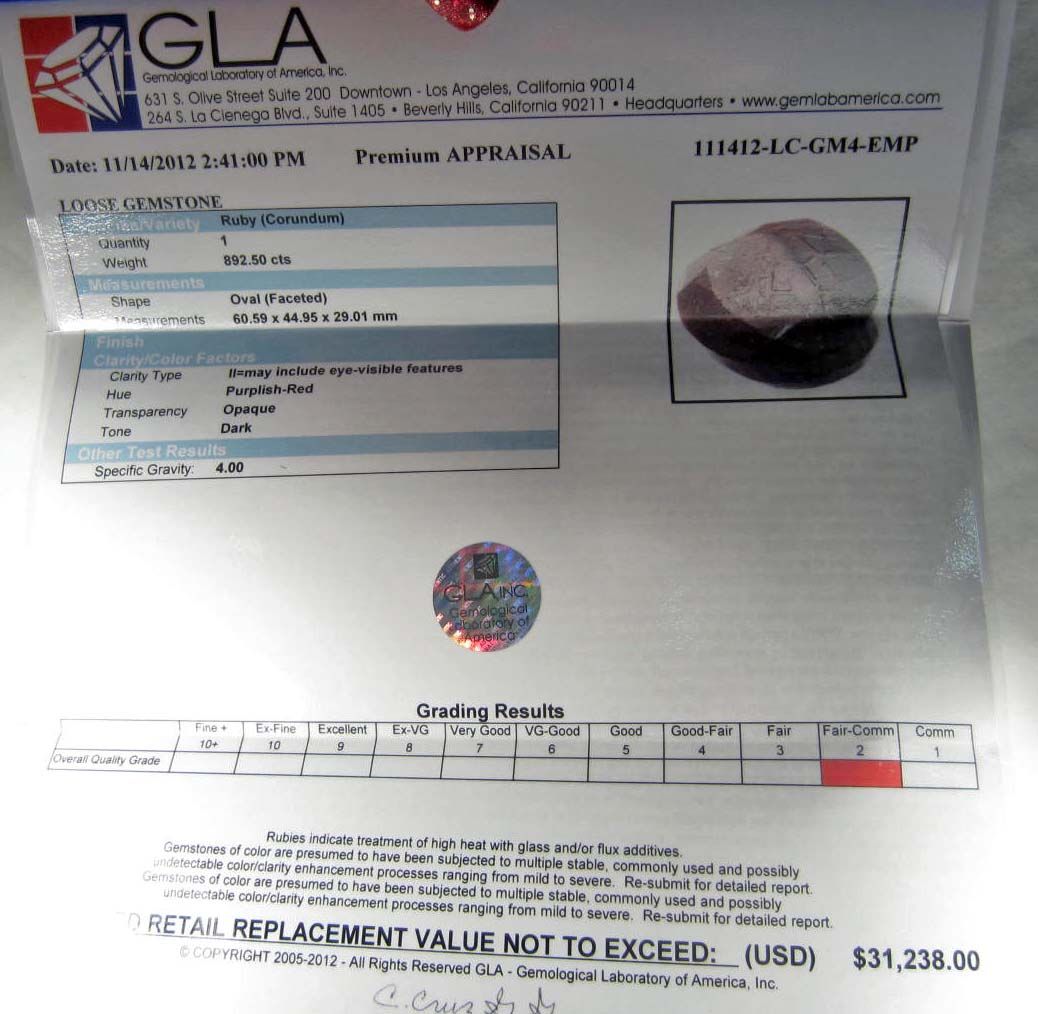 GLA
Gemological Laboratory of America, Inc.
631 S. Olive Street Suite 200 Downtown - Los Angeles, California 90014
264 S. La Cienega Blvd., Suite 1405 • Beverly Hills, California 90211 • Headquarters • www.gemlabamerica.com
Date: 11/14/2012 2:41:00 PM Premium APPRAISAL 111412-LC-GM4-EMP
LOOSE GEMSTONE
Ruby (Corundum)
Quantity 1
Weight 892.50 cts
Measurements
Shape Oval (Faceted)
Measurements 60.59 x 44.95 x 29.01 mm
Finish
Clarity/Color Factors
Clarity Type II=may include eye-visible features
Hue Purplish-Red
Transparency Opaque
Tone Dark
Other Test Results
Specific Gravity: 4.00
GLA INC.
Gemological
Laboratory of
America
Grading Results
Fine + Ex-Fine Excellent Ex-VG Very Good VG-Good Good Good-Fair Fair Fair-Comm Comm
10+ 10 9 8 7 6 5 4 3 2 1
Overall Quality Grade
Rubies indicate treatment of high heat with glass and/or flux additives.
Gemstones of color are presumed to have been subjected to multiple stable, commonly used and possibly
undetectable color/clarity enhancement processes ranging from mild to severe. Re-submit for detailed report.
Gemstones of color are presumed to have been subjected to multiple stable, commonly used and possibly
undetectable color/clarity enhancement processes ranging from mild to severe. Re-submit for detailed report.
RETAIL REPLACEMENT VALUE NOT TO EXCEED: (USD) $31,238.00
© COPYRIGHT 2005-2012 - All Rights Reserved GLA - Gemological Laboratory of America, Inc.
C. Cruz